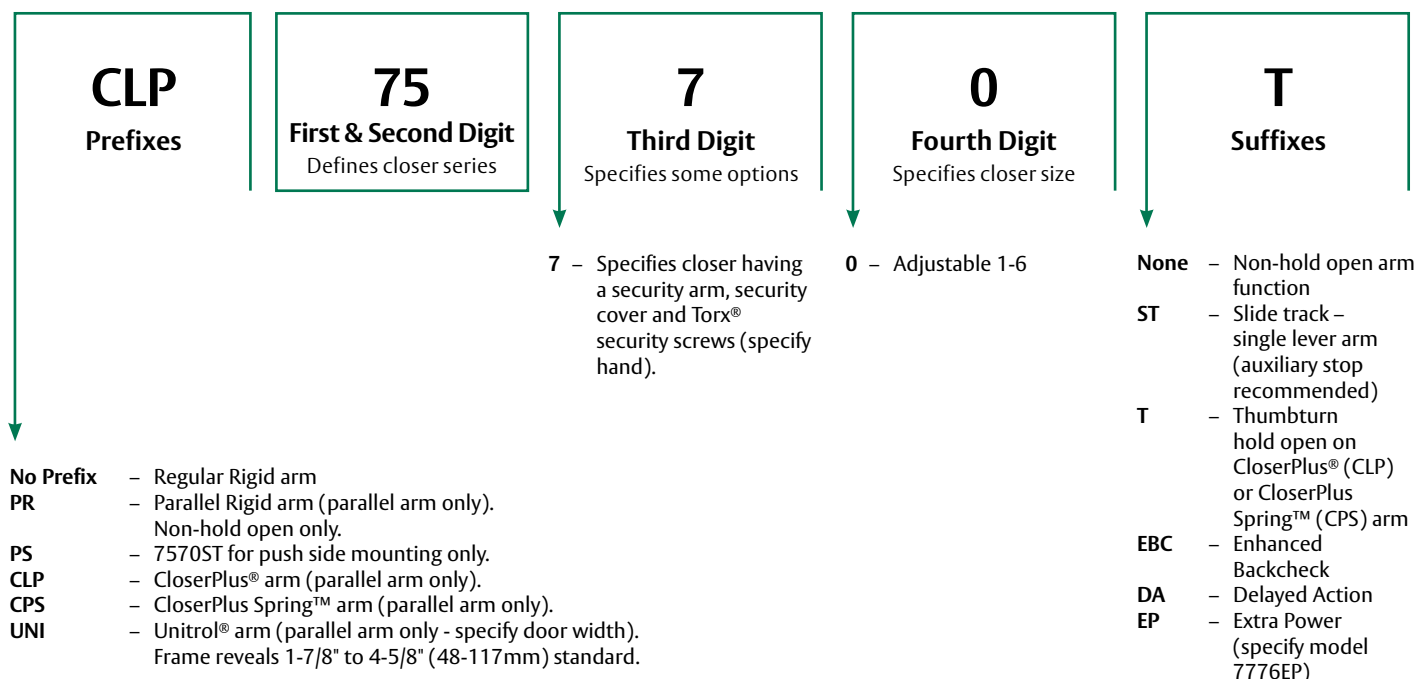 CLP
Prefixes
75
First & Second Digit
Defines closer series
7
Third Digit
Specifies some options
0
Fourth Digit
Specifies closer size
T
Suffixes
7 – Specifies closer having
a security arm, security
cover and Torx®
security screws (specify
hand).
0 – Adjustable 1-6
None – Non-hold open arm
function
ST – Slide track –
single lever arm
(auxiliary stop
recommended)
T – Thumbturn
hold open on
CloserPlus® (CLP)
or CloserPlus
Spring™ (CPS) arm
EBC – Enhanced
Backcheck
DA – Delayed Action
EP – Extra Power
(specify model
7776EP)
No Prefix – Regular Rigid arm
PR – Parallel Rigid arm (parallel arm only).
Non-hold open only.
PS – 7570ST for push side mounting only.
CLP – CloserPlus® arm (parallel arm only).
CPS – CloserPlus Spring™ arm (parallel arm only).
UNI – Unitrol® arm (parallel arm only - specify door width).
Frame reveals 1-7/8" to 4-5/8" (48-117mm) standard.